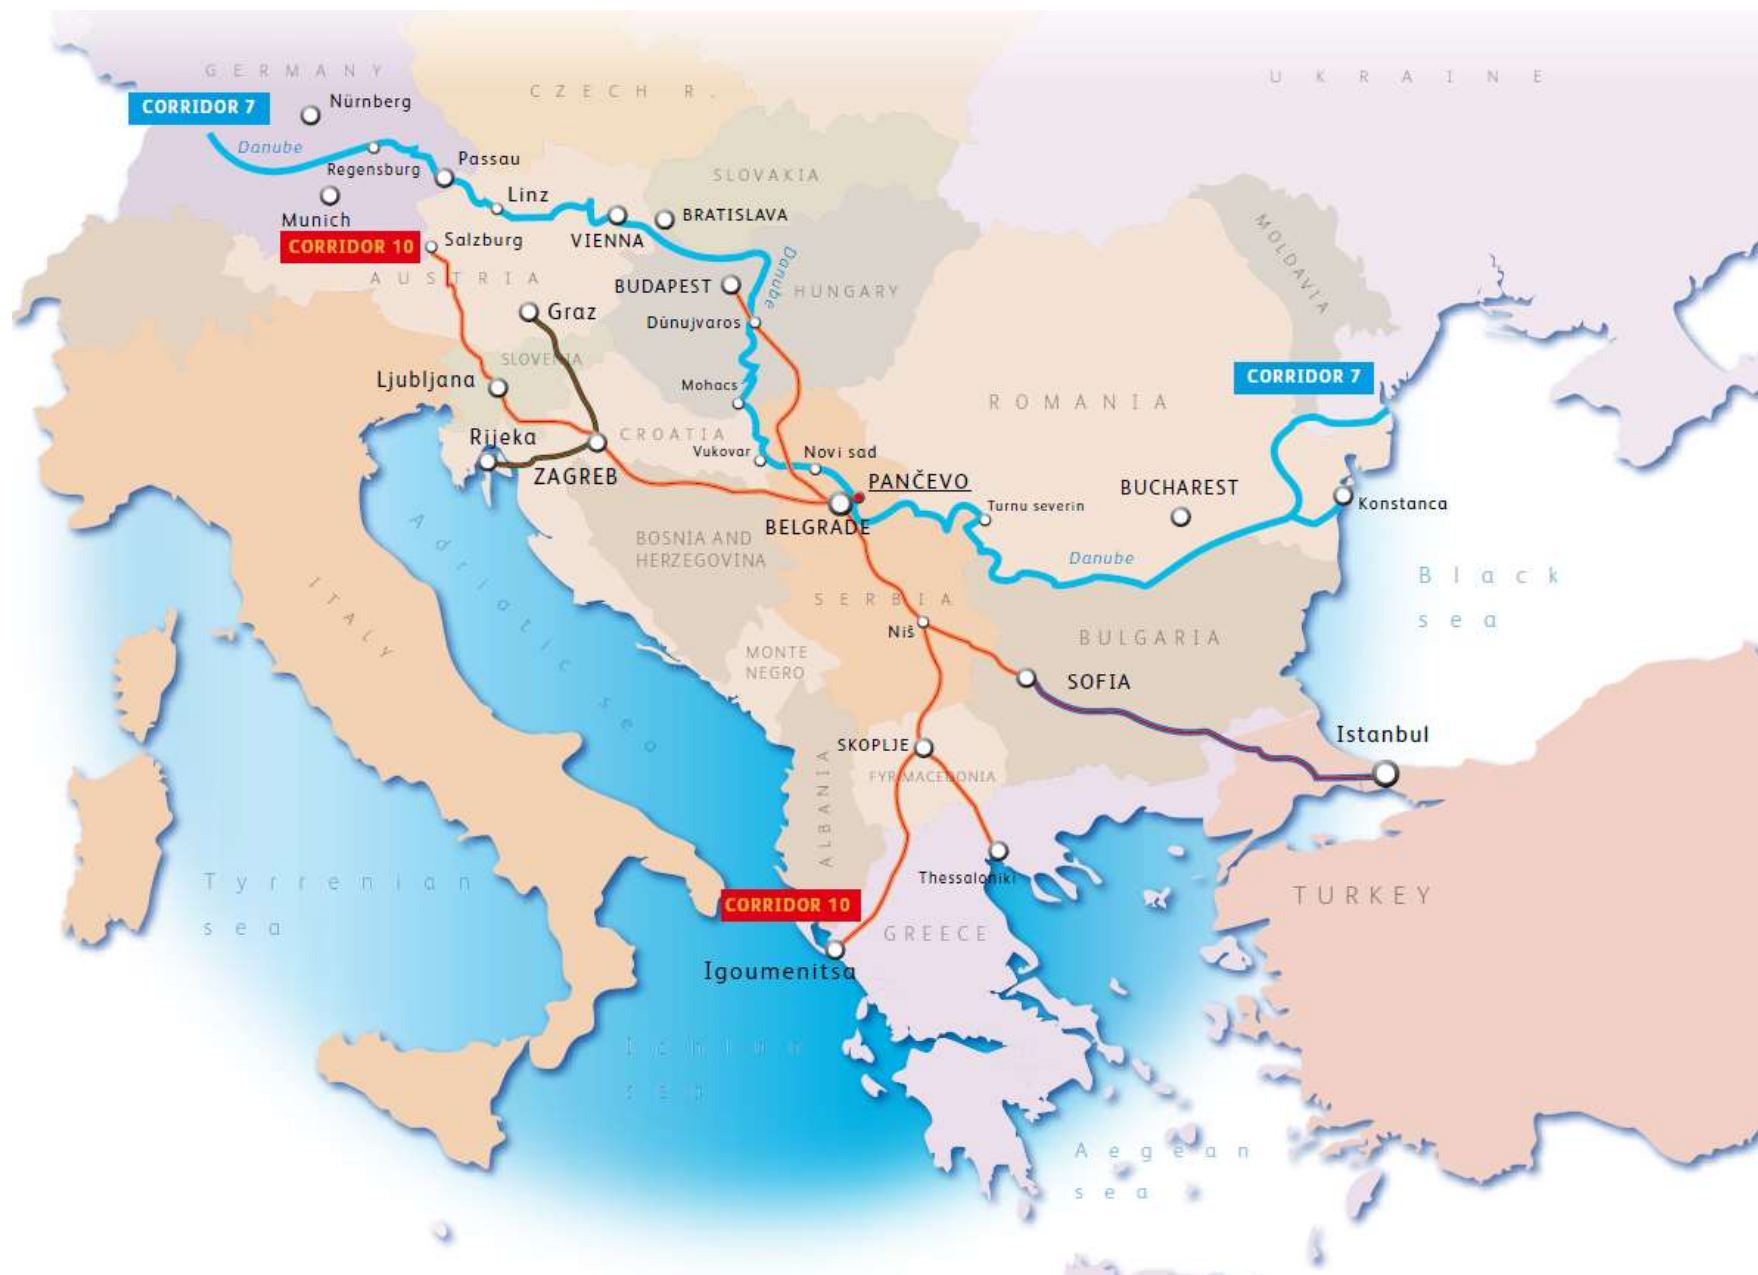 GERMANY
CZECH R.
UKRAINE
CORRIDOR 7
Nürnberg
Danube
Regensburg
Passau
SLOVAKIA
Munich
Linz
BRATISLAVA
VIENNA
MOLDAVIA
CORRIDOR 10
Salzburg
AUSTRIA
Danube
BUDAPEST
HUNGARY
Graz
Dûnujvaros
SLOVENIA
Ljubljana
Mohacs
CORRIDOR 7
ROMANIA
Rijeka
CROATIA
Vukovar
Novi sad
ZAGREB
PANČEVO
BUCHAREST
Turnu severin
Konstanca
BELGRADE
Adriatic sea
BOSNIA AND
HERZEGOVINA
Danube
Black
sea
ITALY
SERBIA
Niš
BULGARIA
MONTE
NEGRO
SOFIA
Istanbul
SKOPLJE
FYR MACEDONIA
ALBANIA
Tyrrenian
sea
Thessaloniki
TURKEY
CORRIDOR 10
GREECE
Igoumenitsa
sea
Aegean
sea